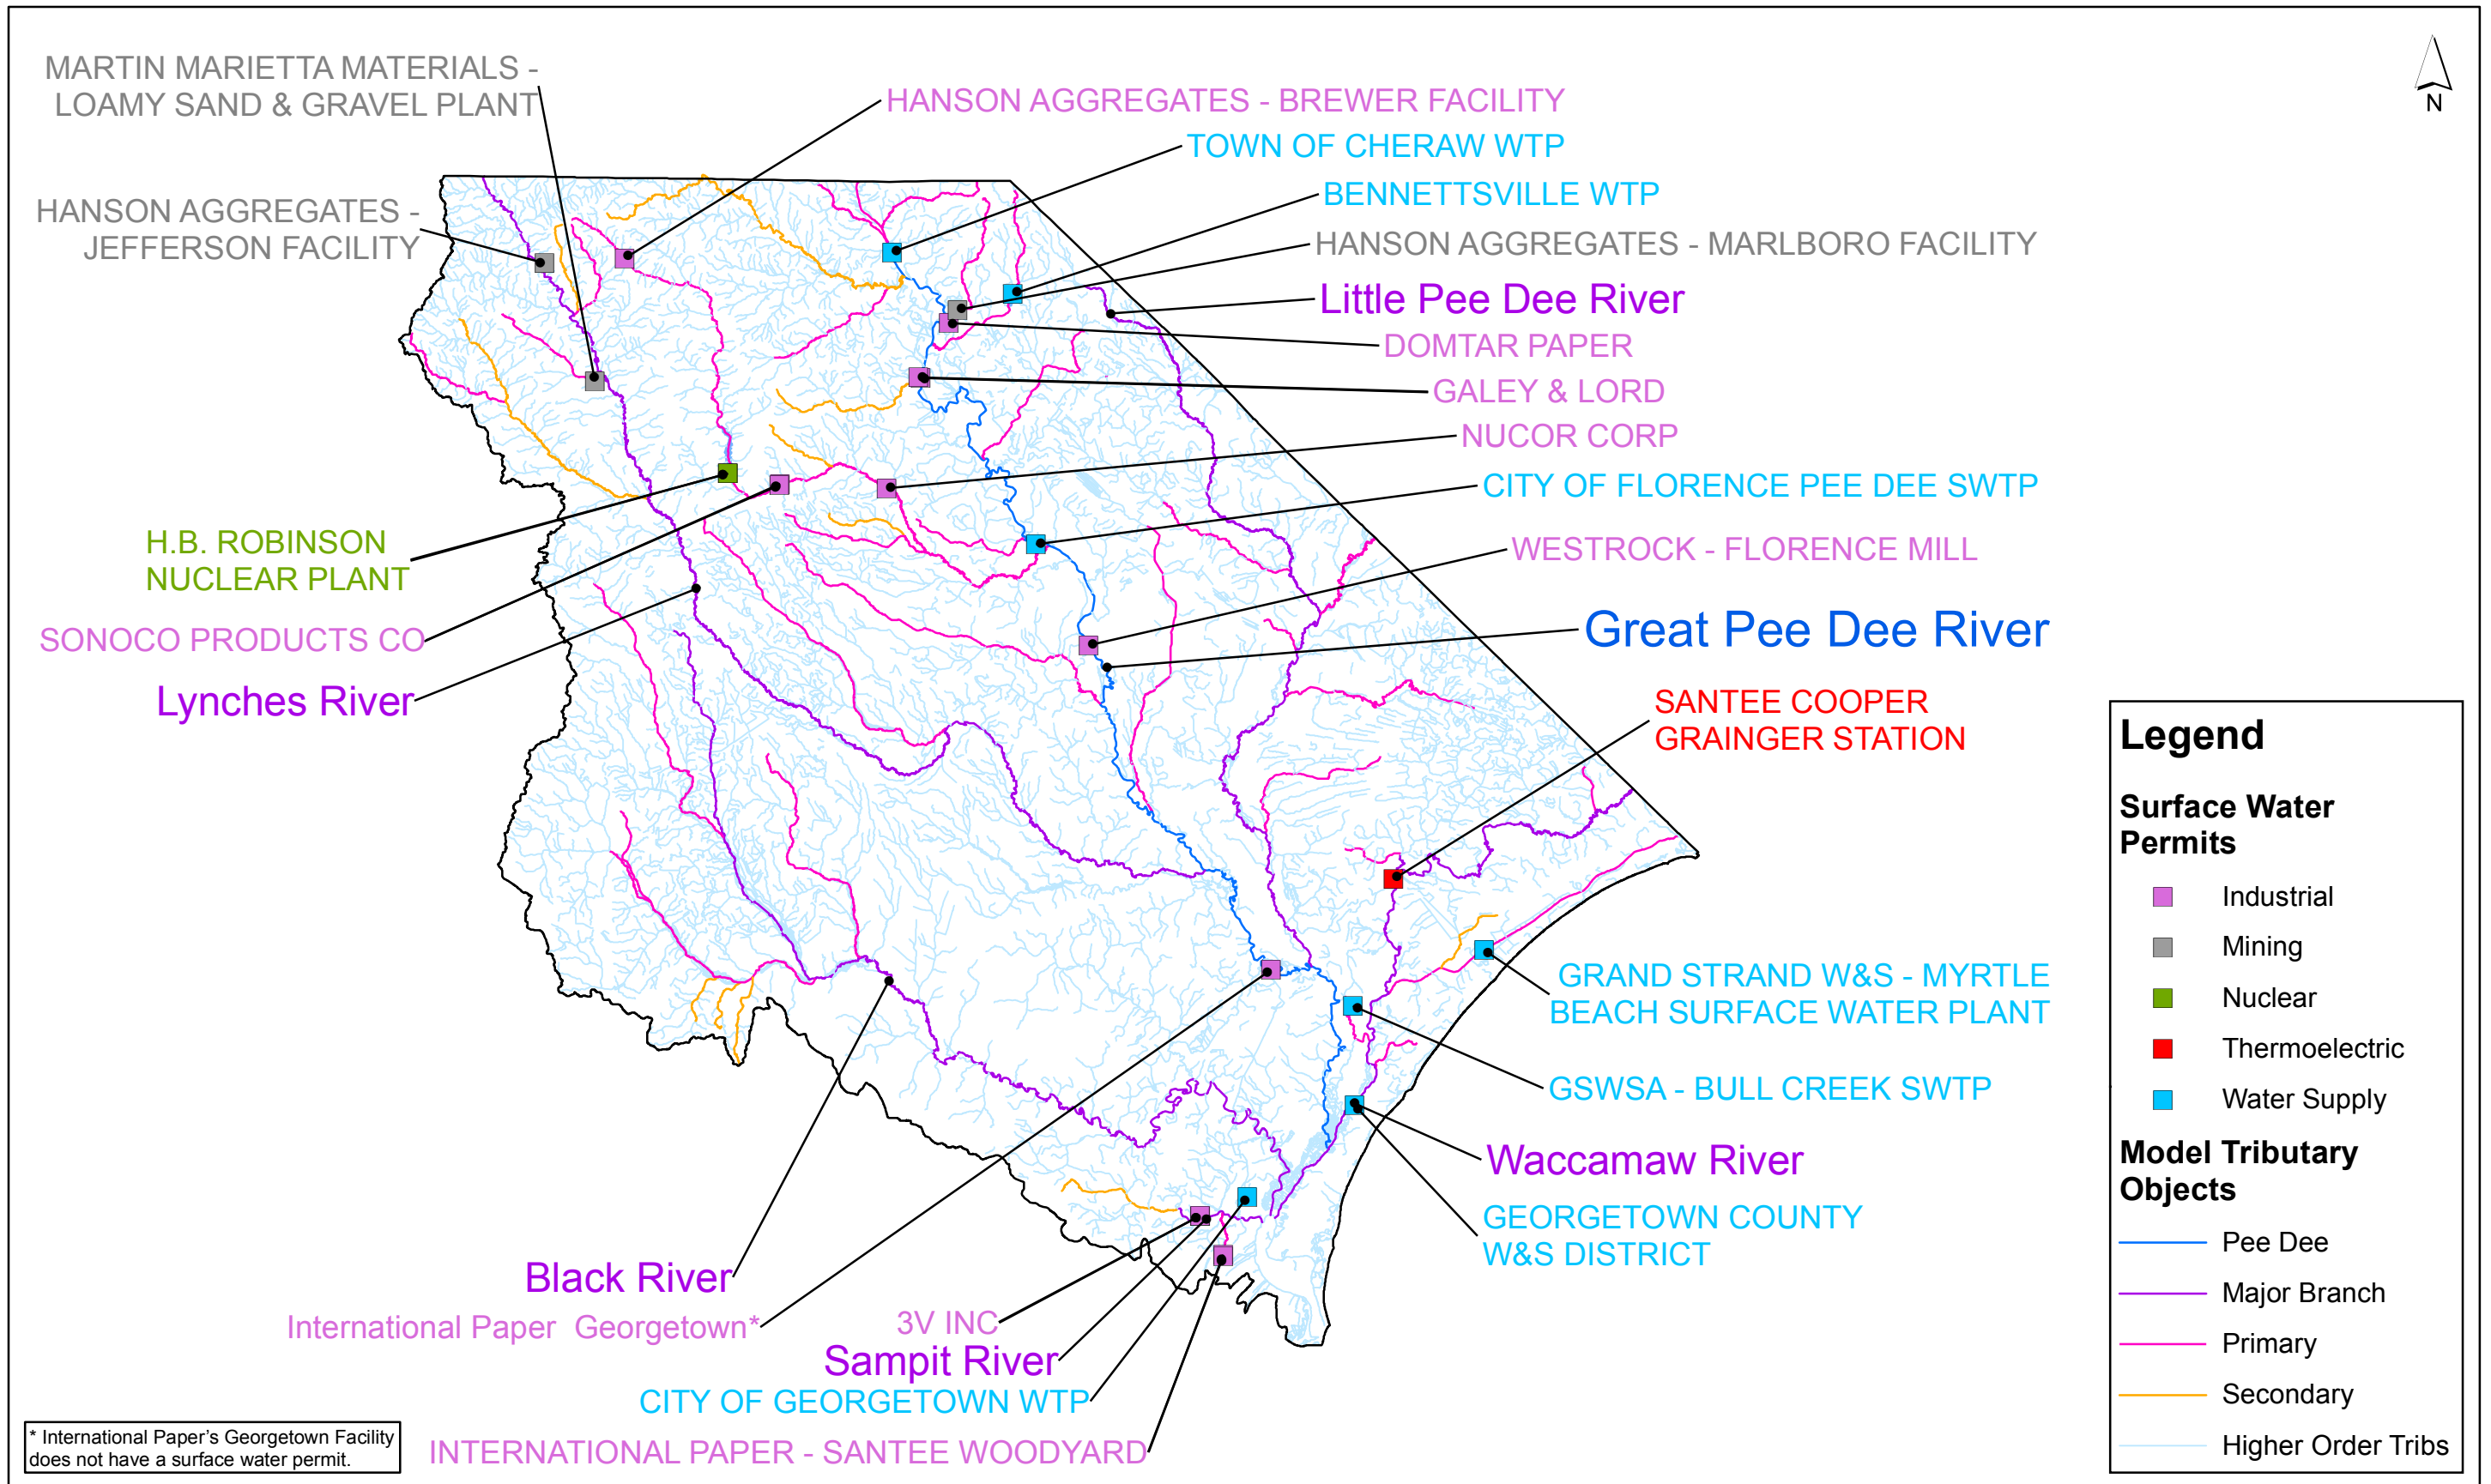 MARTIN MARIETTA MATERIALS -
LOAMY SAND & GRAVEL PLANT
HANSON AGGREGATES - BREWER FACILITY
N
TOWN OF CHERAW WTP
BENNETTSVILLE WTP
HANSON AGGREGATES -
JEFFERSON FACILITY
HANSON AGGREGATES - MARLBORO FACILITY
Little Pee Dee River
DOMTAR PAPER
GALEY & LORD
NUCOR CORP
CITY OF FLORENCE PEE DEE SWTP
H.B. ROBINSON
NUCLEAR PLANT
WESTROCK - FLORENCE MILL
SONOCO PRODUCTS CO
Great Pee Dee River
Lynches River
SANTEE COOPER
GRAINGER STATION
GRAND STRAND W&S - MYRTLE
BEACH SURFACE WATER PLANT
GSWSA - BULL CREEK SWTP
Waccamaw River
GEORGETOWN COUNTY
W&S DISTRICT
Black River
International Paper  Georgetown*
3V INC
Sampit River
CITY OF GEORGETOWN WTP
INTERNATIONAL PAPER - SANTEE WOODYARD
* International Paper's Georgetown Facility
does not have a surface water permit.
Legend
Surface Water
Permits
Industrial
Mining
Nuclear
Thermoelectric
Water Supply
Model Tributary
Objects
Pee Dee
Major Branch
Primary
Secondary
Higher Order Tribs